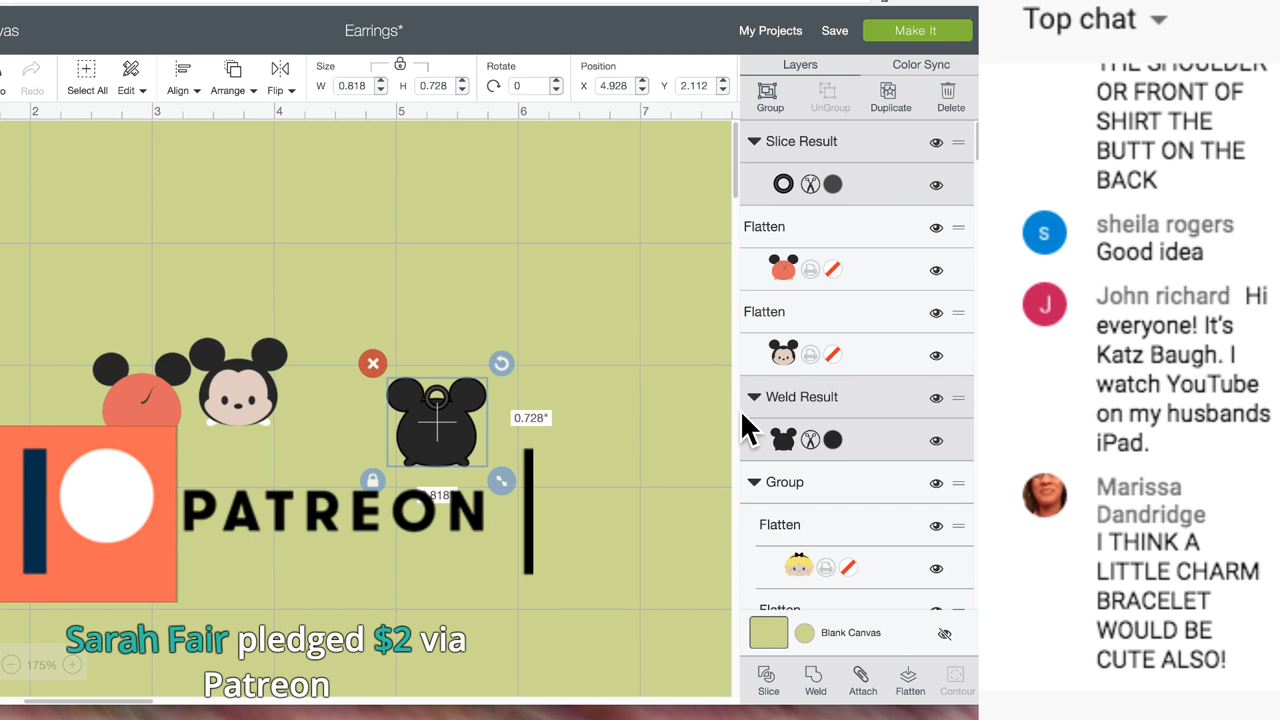 Earrings*
My Projects Save Make It
Redo Select All Edit Align Arrange Flip
Size W 0.818 H 0.728
Rotate 0
Position X 4.928 Y 2.112
Layers Color Sync
Group UnGroup Duplicate Delete
2 3 4 5 6 7
Slice Result
Flatten
Flatten
Weld Result
Group
Flatten
Flatten
0.728"
PATREON
Sarah Fair pledged $2 via
Patreon
175%
Blank Canvas
Slice Weld Attach Flatten Contour
Top chat
THE SHOULDER
OR FRONT OF
SHIRT THE
BUTT ON THE
BACK
S sheila rogers
Good idea
J John richard Hi
everyone! It's
Katz Baugh. I
watch YouTube
on my husbands
iPad.
Marissa
Dandridge
I THINK A
LITTLE CHARM
BRACELET
WOULD BE
CUTE ALSO!